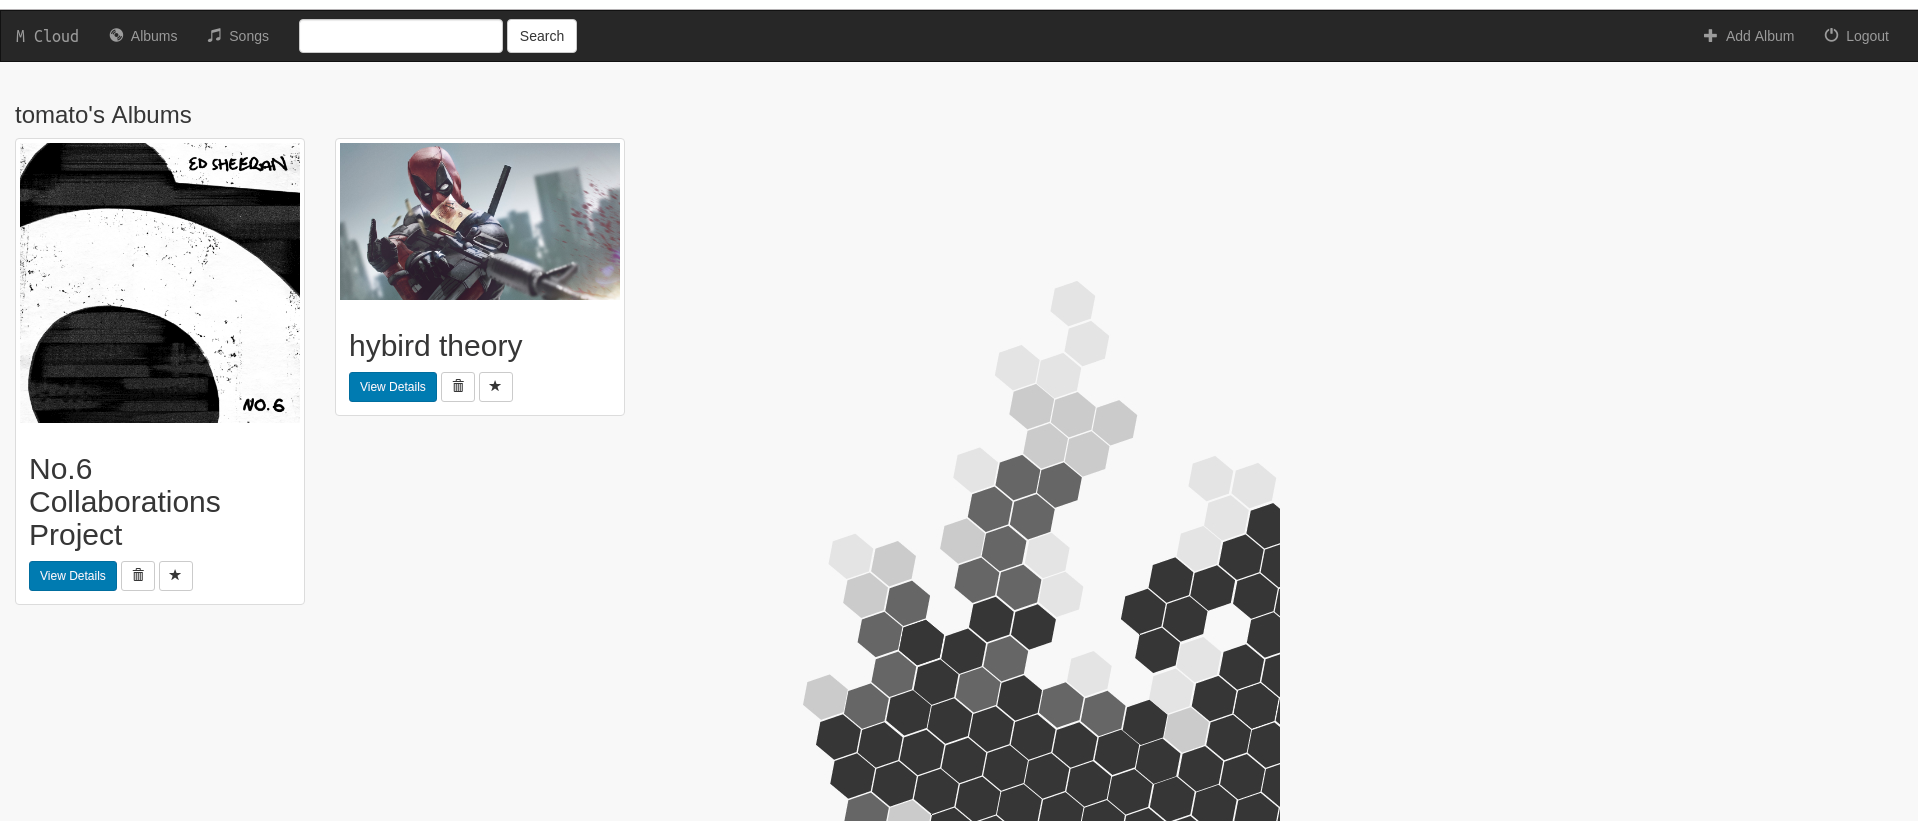 M Cloud Albums Songs Search Add Album Logout
tomato's Albums
ED SHEERAN
NO.6
No.6
Collaborations
Project
View Details
hybird theory
View Details